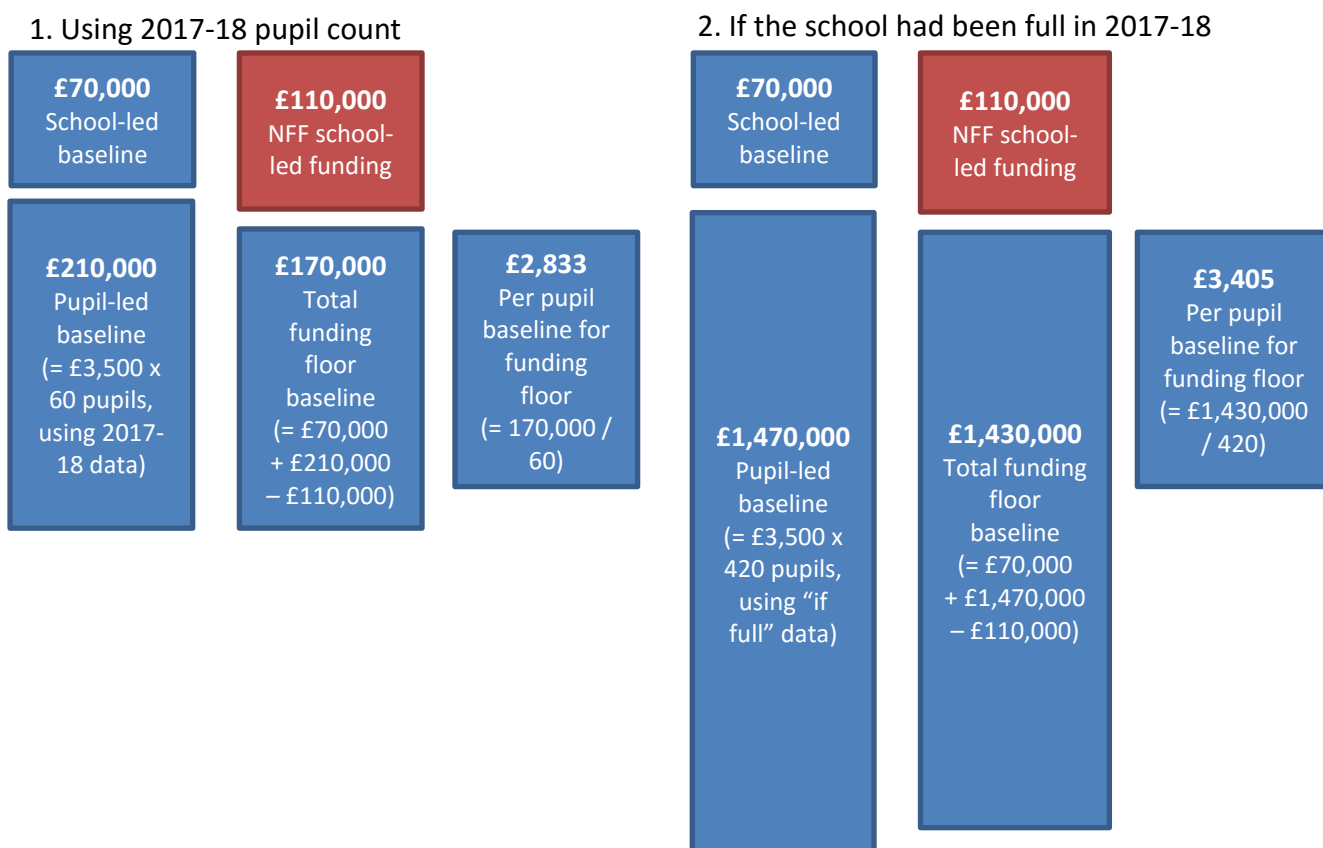 1. Using 2017-18 pupil count
£70,000
School-led
baseline
£110,000
NFF school-
led funding
£210,000
Pupil-led
baseline
(= £3,500 x
60 pupils,
using 2017-
18 data)
£170,000
Total
funding
floor
baseline
(= £70,000
+ £210,000
– £110,000)
£2,833
Per pupil
baseline for
funding
floor
(= 170,000 /
60)
2. If the school had been full in 2017-18
£70,000
School-led
baseline
£110,000
NFF school-
led funding
£1,470,000
Pupil-led
baseline
(= £3,500 x
420 pupils,
using “if
full” data)
£1,430,000
Total funding
floor
baseline
(= £70,000
+ £1,470,000
– £110,000)
£3,405
Per pupil
baseline for
funding floor
(= £1,430,000
/ 420)